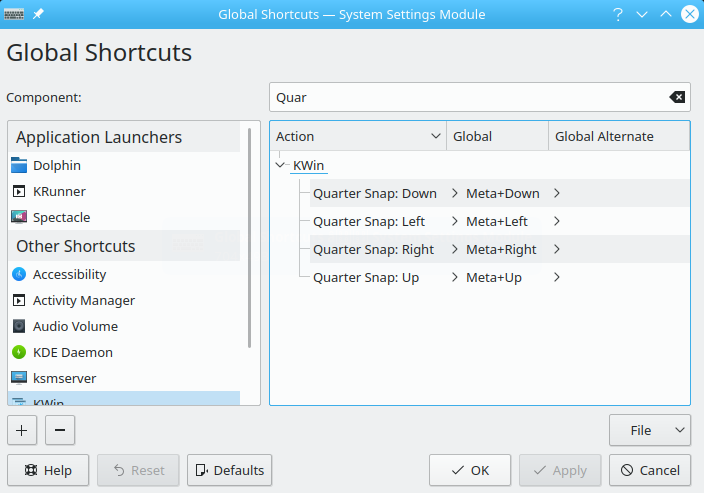 Global Shortcuts — System Settings Module
Global Shortcuts
Component:
Quar
Application Launchers
Dolphin
KRunner
Spectacle
Other Shortcuts
Accessibility
Activity Manager
Audio Volume
KDE Daemon
ksmserver
KWin
Action Global Global Alternate
KWin
Quarter Snap: Down Meta+Down
Quarter Snap: Left Meta+Left
Quarter Snap: Right Meta+Right
Quarter Snap: Up Meta+Up
File
Help Reset Defaults OK Apply Cancel